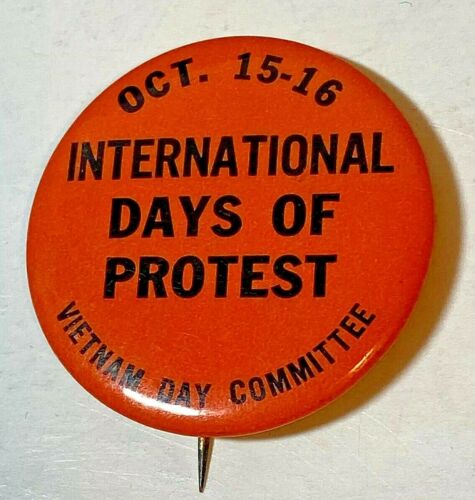 OCT. 15-16
INTERNATIONAL
DAYS OF
PROTEST
VIETNAM DAY COMMITTEE